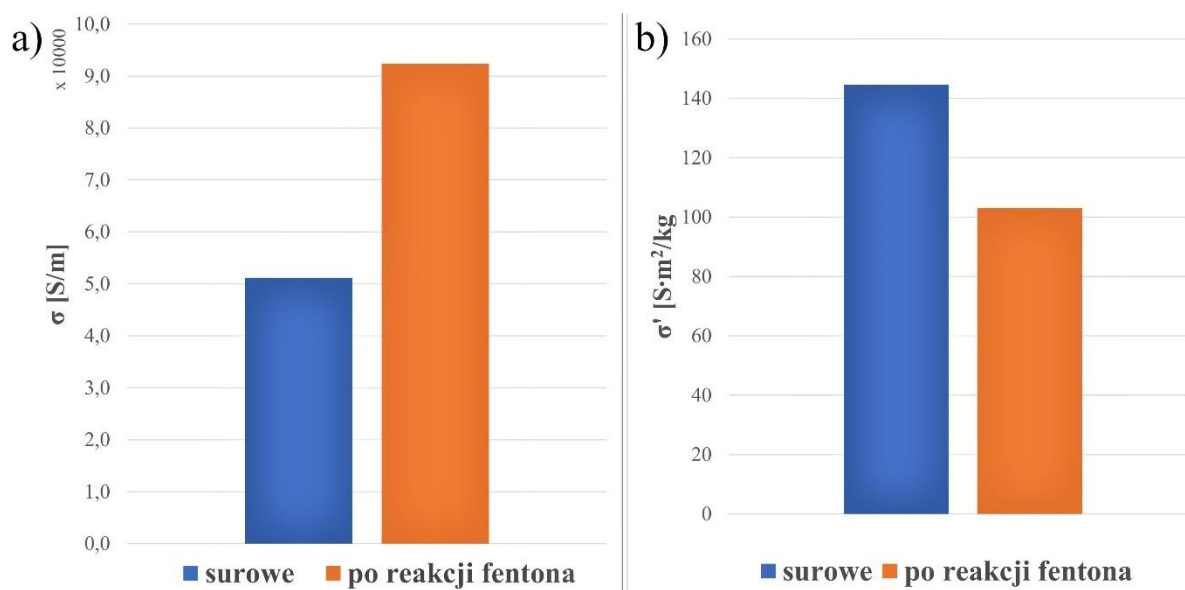 a)
x 10000
σ [S/m]
10,0
9,0
8,0
7,0
6,0
5,0
4,0
3,0
2,0
1,0
0,0
surowe po reakcji fentona
b)
σ' [S·m²/kg]
160
140
120
100
80
60
40
20
0
surowe po reakcji fentona